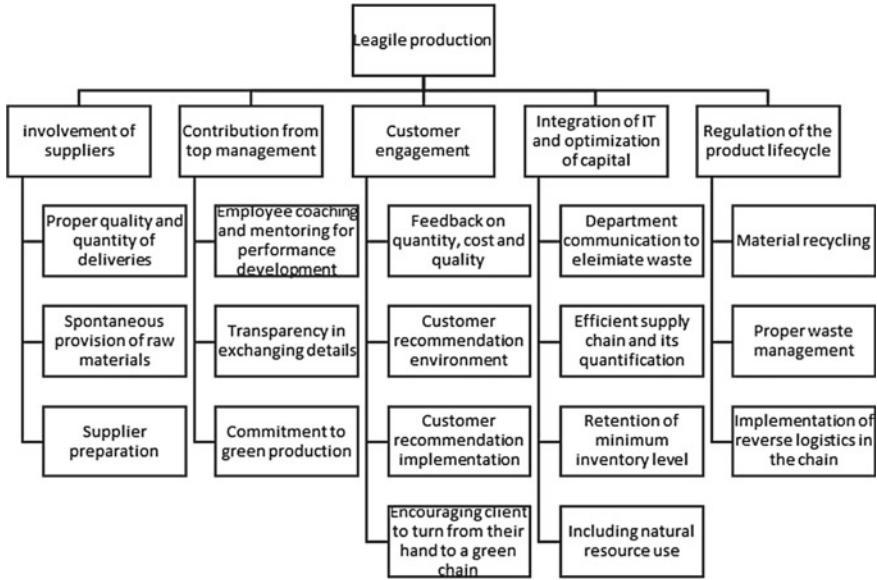 Leagile production
involvement of
suppliers
Contribution from
top management
Customer
engagement
Integration of IT
and optimization
of capital
Regulation of the
product lifecycle
Proper quality and
quantity of
deliveries
Spontaneous
provision of raw
materials
Supplier
preparation
Employee coaching
and mentoring for
performance
development
Transparency in
exchanging details
Commitment to
green production
Feedback on
quantity, cost and
quality
Customer
recommendation
environment
Customer
recommendation
implementation
Encouraging client
to turn from their
hand to a green
chain
Department
communication to
eleimiate waste
Efficient supply
chain and its
quantification
Retention of
minimum
inventory level
Including natural
resource use
Material recycling
Proper waste
management
Implementation of
reverse logistics in
the chain